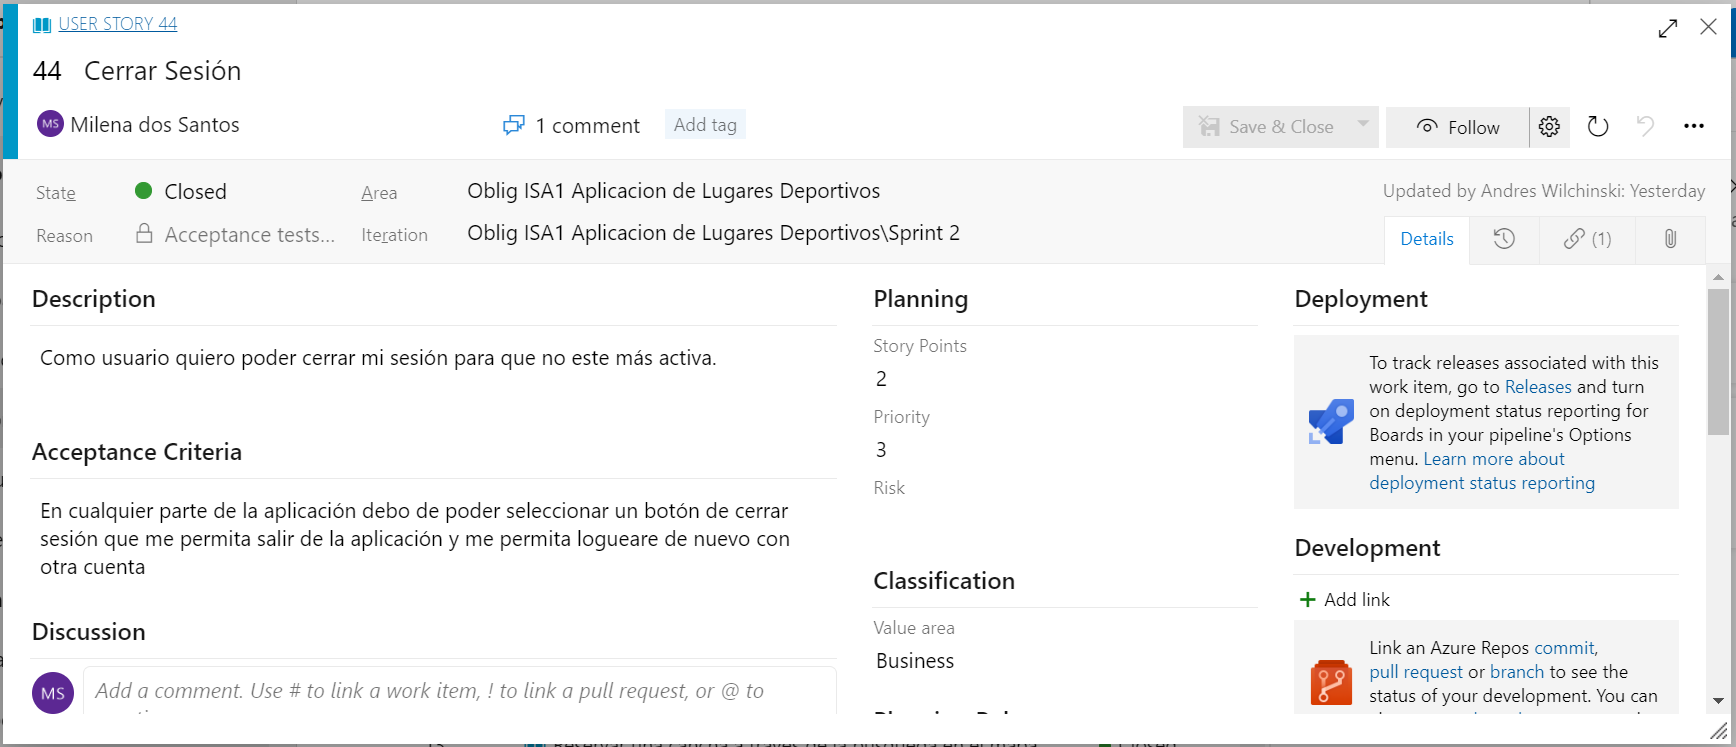 USER STORY 44
44 Cerrar Sesión
MS Milena dos Santos
1 comment
Add tag
Save & Close
Follow
State
Closed
Area
Oblig ISA1 Aplicacion de Lugares Deportivos
Updated by Andres Wilchinski: Yesterday
Reason
Acceptance tests...
Iteration
Oblig ISA1 Aplicacion de Lugares Deportivos\Sprint 2
Details
(1)
Description
Como usuario quiero poder cerrar mi sesión para que no este más activa.
Acceptance Criteria
En cualquier parte de la aplicación debo de poder seleccionar un botón de cerrar
sesión que me permita salir de la aplicación y me permita logueare de nuevo con
otra cuenta
Discussion
MS
Add a comment. Use # to link a work item, ! to link a pull request, or @ to
Planning
Story Points
2
Priority
3
Risk
Classification
Value area
Business
Deployment
To track releases associated with this
work item, go to Releases and turn
on deployment status reporting for
Boards in your pipeline's Options
menu. Learn more about
deployment status reporting
Development
Add link
Link an Azure Repos commit,
pull request or branch to see the
status of your development. You can